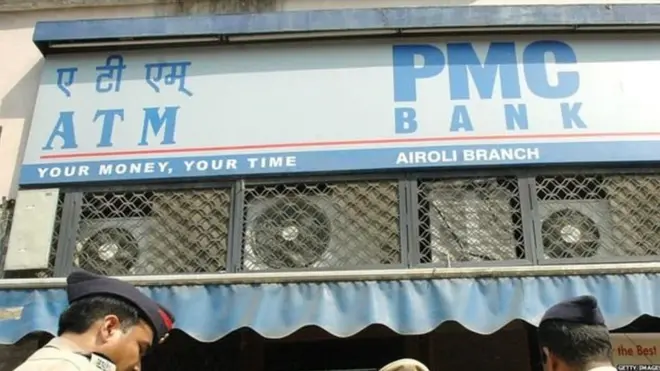 ए टी एम्
ATM
PMC
BANK
YOUR MONEY, YOUR TIME
AIROLI BRANCH
the Best
GETTY IMAGES